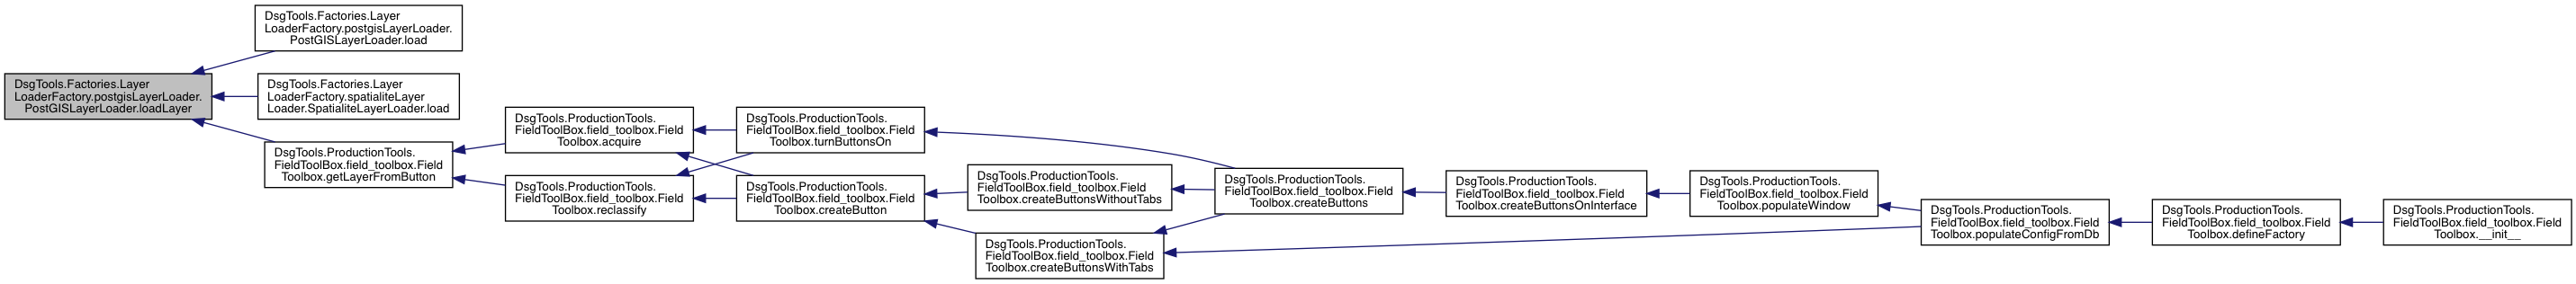 DsgTools.Factories.Layer
LoaderFactory.postgisLayerLoader.
PostGISLayerLoader.load
DsgTools.Factories.Layer
LoaderFactory.postgisLayerLoader.
PostGISLayerLoader.loadLayer
DsgTools.Factories.Layer
LoaderFactory.spatialiteLayer
Loader.SpatialiteLayerLoader.load
DsgTools.ProductionTools.
FieldToolBox.field_toolbox.Field
Toolbox.getLayerFromButton
DsgTools.ProductionTools.
FieldToolBox.field_toolbox.Field
Toolbox.acquire
DsgTools.ProductionTools.
FieldToolBox.field_toolbox.Field
Toolbox.reclassify
DsgTools.ProductionTools.
FieldToolBox.field_toolbox.Field
Toolbox.turnButtonsOn
DsgTools.ProductionTools.
FieldToolBox.field_toolbox.Field
Toolbox.createButton
DsgTools.ProductionTools.
FieldToolBox.field_toolbox.Field
Toolbox.createButtonsWithoutTabs
DsgTools.ProductionTools.
FieldToolBox.field_toolbox.Field
Toolbox.createButtonsWithTabs
DsgTools.ProductionTools.
FieldToolBox.field_toolbox.Field
Toolbox.createButtons
DsgTools.ProductionTools.
FieldToolBox.field_toolbox.Field
Toolbox.createButtonsOnInterface
DsgTools.ProductionTools.
FieldToolBox.field_toolbox.Field
Toolbox.populateWindow
DsgTools.ProductionTools.
FieldToolBox.field_toolbox.Field
Toolbox.populateConfigFromDb
DsgTools.ProductionTools.
FieldToolBox.field_toolbox.Field
Toolbox.defineFactory
DsgTools.ProductionTools.
FieldToolBox.field_toolbox.Field
Toolbox.__init__